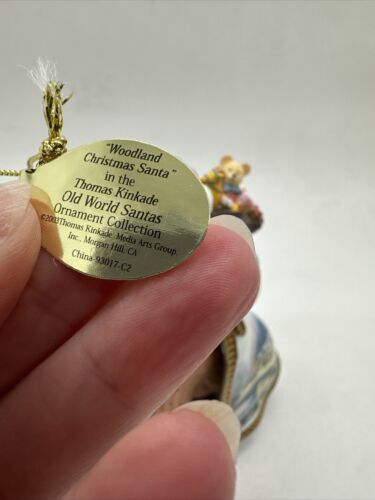 "Woodland
Christmas Santa"
in the
Thomas Kinkade
Old World Santas
Ornament Collection
©2003Thomas Kinkade, Media Arts Group,
Inc., Morgan Hill, CA
China-93017-C2